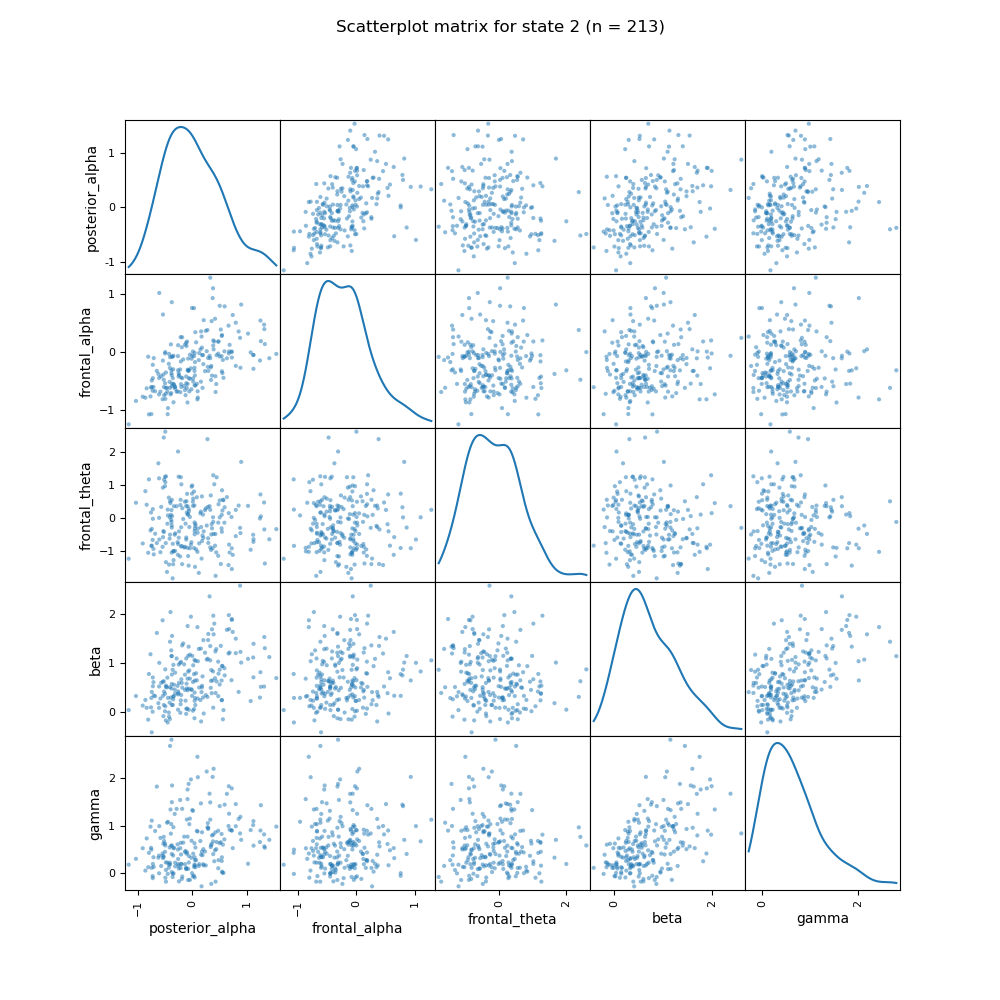 Scatterplot matrix for state 2 (n = 213)
posterior_alpha
1
0
-1
frontal_alpha
1
0
−1
frontal_theta
2
1
0
−1
beta
2
1
0
gamma
2
1
0
−1 0 1 −1 0 1 0 2 0 2 0 2
posterior_alpha frontal_alpha frontal_theta beta gamma